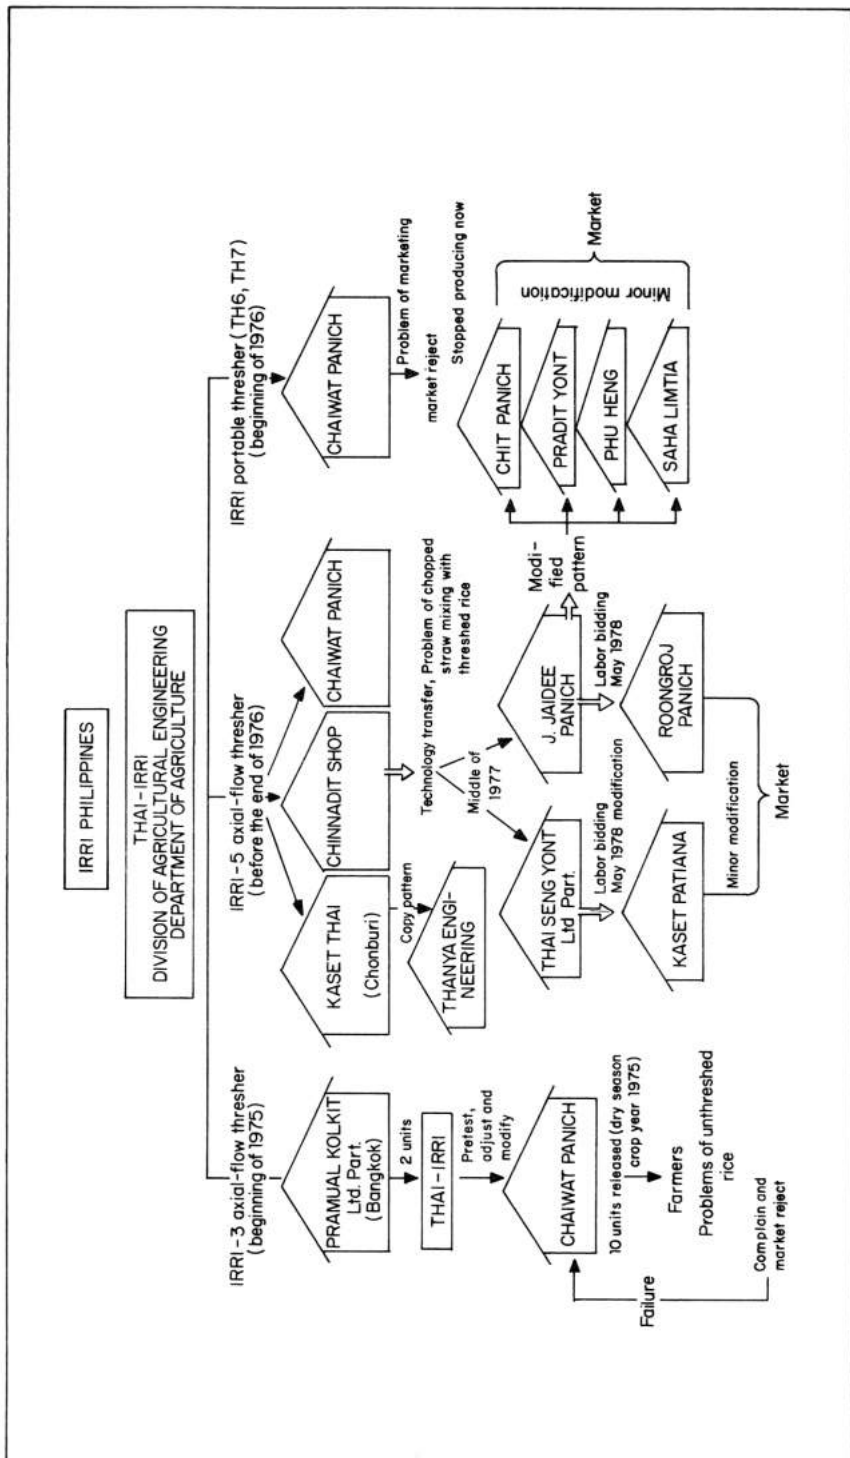 IRRI PHILIPPINES
THAI-IRRI
DIVISION OF AGRICULTURAL ENGINEERING
DEPARTMENT OF AGRICULTURE
IRRI-3 axial-flow thresher
(beginning of 1975)
PRAMUAL KOLKIT
Ltd. Part.
(Bangkok)
2 units
THAI-IRRI
Pretest,
adjust and
modify
CHAIWAT PANICH
10 units released (dry season
crop year 1975)
Farmers
Problems of unthreshed
rice
Complain and
market reject
Failure
IRRI-5 axial-flow thresher
(before the end of 1976)
KASET THAI
(Chonburi)
Copy pattern
THANYA ENGI-
NEERING
CHINNADIT SHOP
CHAIWAT PANICH
Technology transfer, Problem of chopped
straw mixing with
threshed rice
Middle of
1977
THAI SENG YONT
Ltd Part.
Labor bidding
May 1978 modification
KASET PATIANA
J. JAIDEE
PANICH
Labor bidding
May 1978
ROONGROJ
PANICH
Minor modification
Market
Modi-
fied
pattern
IRRI portable thresher (TH6, TH7)
(beginning of 1976)
CHAIWAT PANICH
Problem of marketing
market reject
Stopped producing now
CHIT PANICH
PRADIT YONT
PHU HENG
SAHA LIMTIA
Minor modification
Market